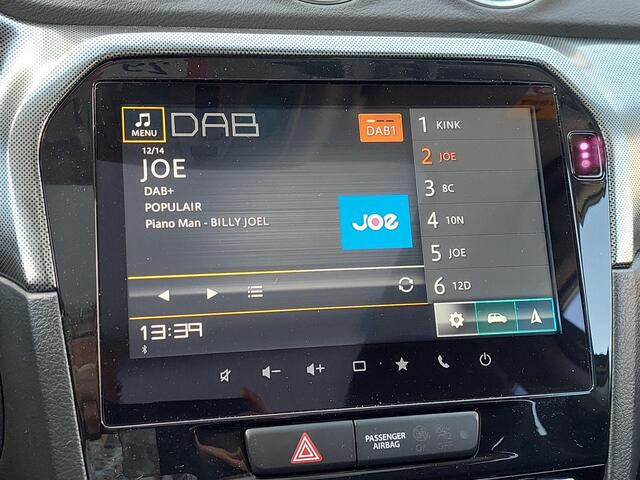 MENU
DAB
DAB1
12/14
JOE
DAB+
POPULAIR
Piano Man - BILLY JOEL
JOe
1 KINK
2 JOE
3 8C
4 10N
5 JOE
6 12D
13:39
PASSENGER
AIRBAG